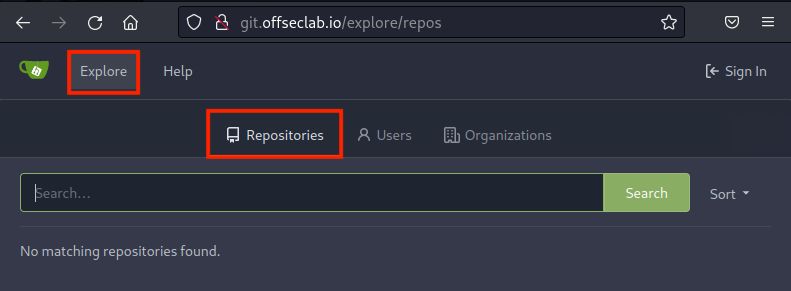 git.offseclab.io/explore/repos
Explore Help Sign In
Repositories Users Organizations
Search... Search Sort
No matching repositories found.